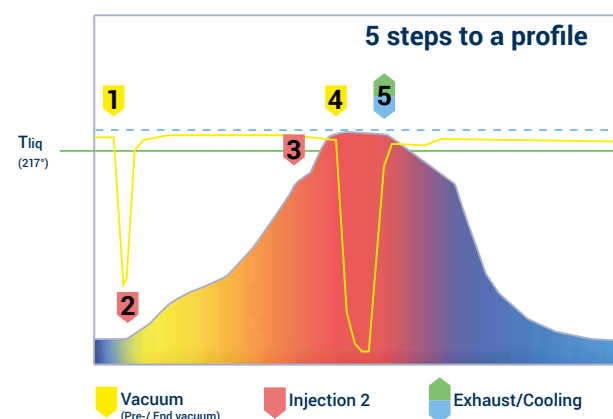 5 steps to a profile
1
4
5
Tliq
(217°)
3
2
Vacuum
(Pre-/ End vacuum)
Injection 2
Exhaust/Cooling